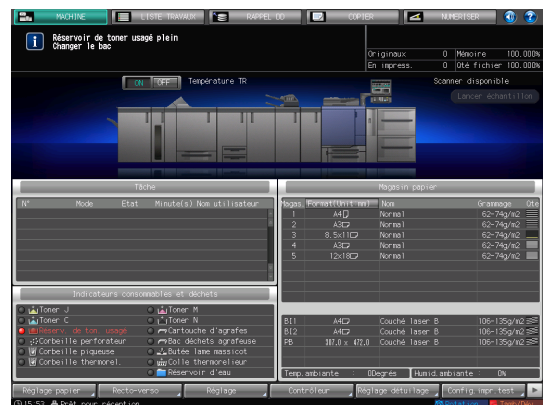 MACHINE
LISTE TRAVAUX
RAPPEL DD
COPIER
NUMERISER
Réservoir de toner usagé plein
Changer le bac
Originaux 0 Mémoire 100.000%
En impress. 0 Qté fichier 100.000%
ON OFF Température TR
Scanner disponible
Lancer échantillon
Tâche
N° Mode Etat Minute(s) Nom utilisateur
Magasin papier
Magas. Format(Unit:mm) Nom Grammage Qté
1 A4 Normal 62-74g/m2
2 A3 Normal 62-74g/m2
3 8.5x11 Normal 62-74g/m2
4 A3 Normal 62-74g/m2
5 12x18 Normal 62-74g/m2
BI1 A4 Couché laser B 106-135g/m2
BI2 A4 Couché laser B 106-135g/m2
PB 307,0 x 472,0 Couché laser B 106-135g/m2
Temp.ambiante : 0Degrés Humid.ambiante : 0%
Indicateurs consommables et déchets
Toner J
Toner M
Toner C
Toner N
Réserv. de ton. usage
Cartouche d'agrafes
Corbeille perforateur
Bac déchets agrafeuse
Corbeille piqueuse
Butée lame massicot
Corbeille thermorel.
Colle thermorelieur
Réservoir d'eau
Réglage papier
Recto-verso
Réglage
Contrôleur
Réglage détuilage
Config.impr.test
15:53 Prêt pour réception
Rotation
Temp/Dév